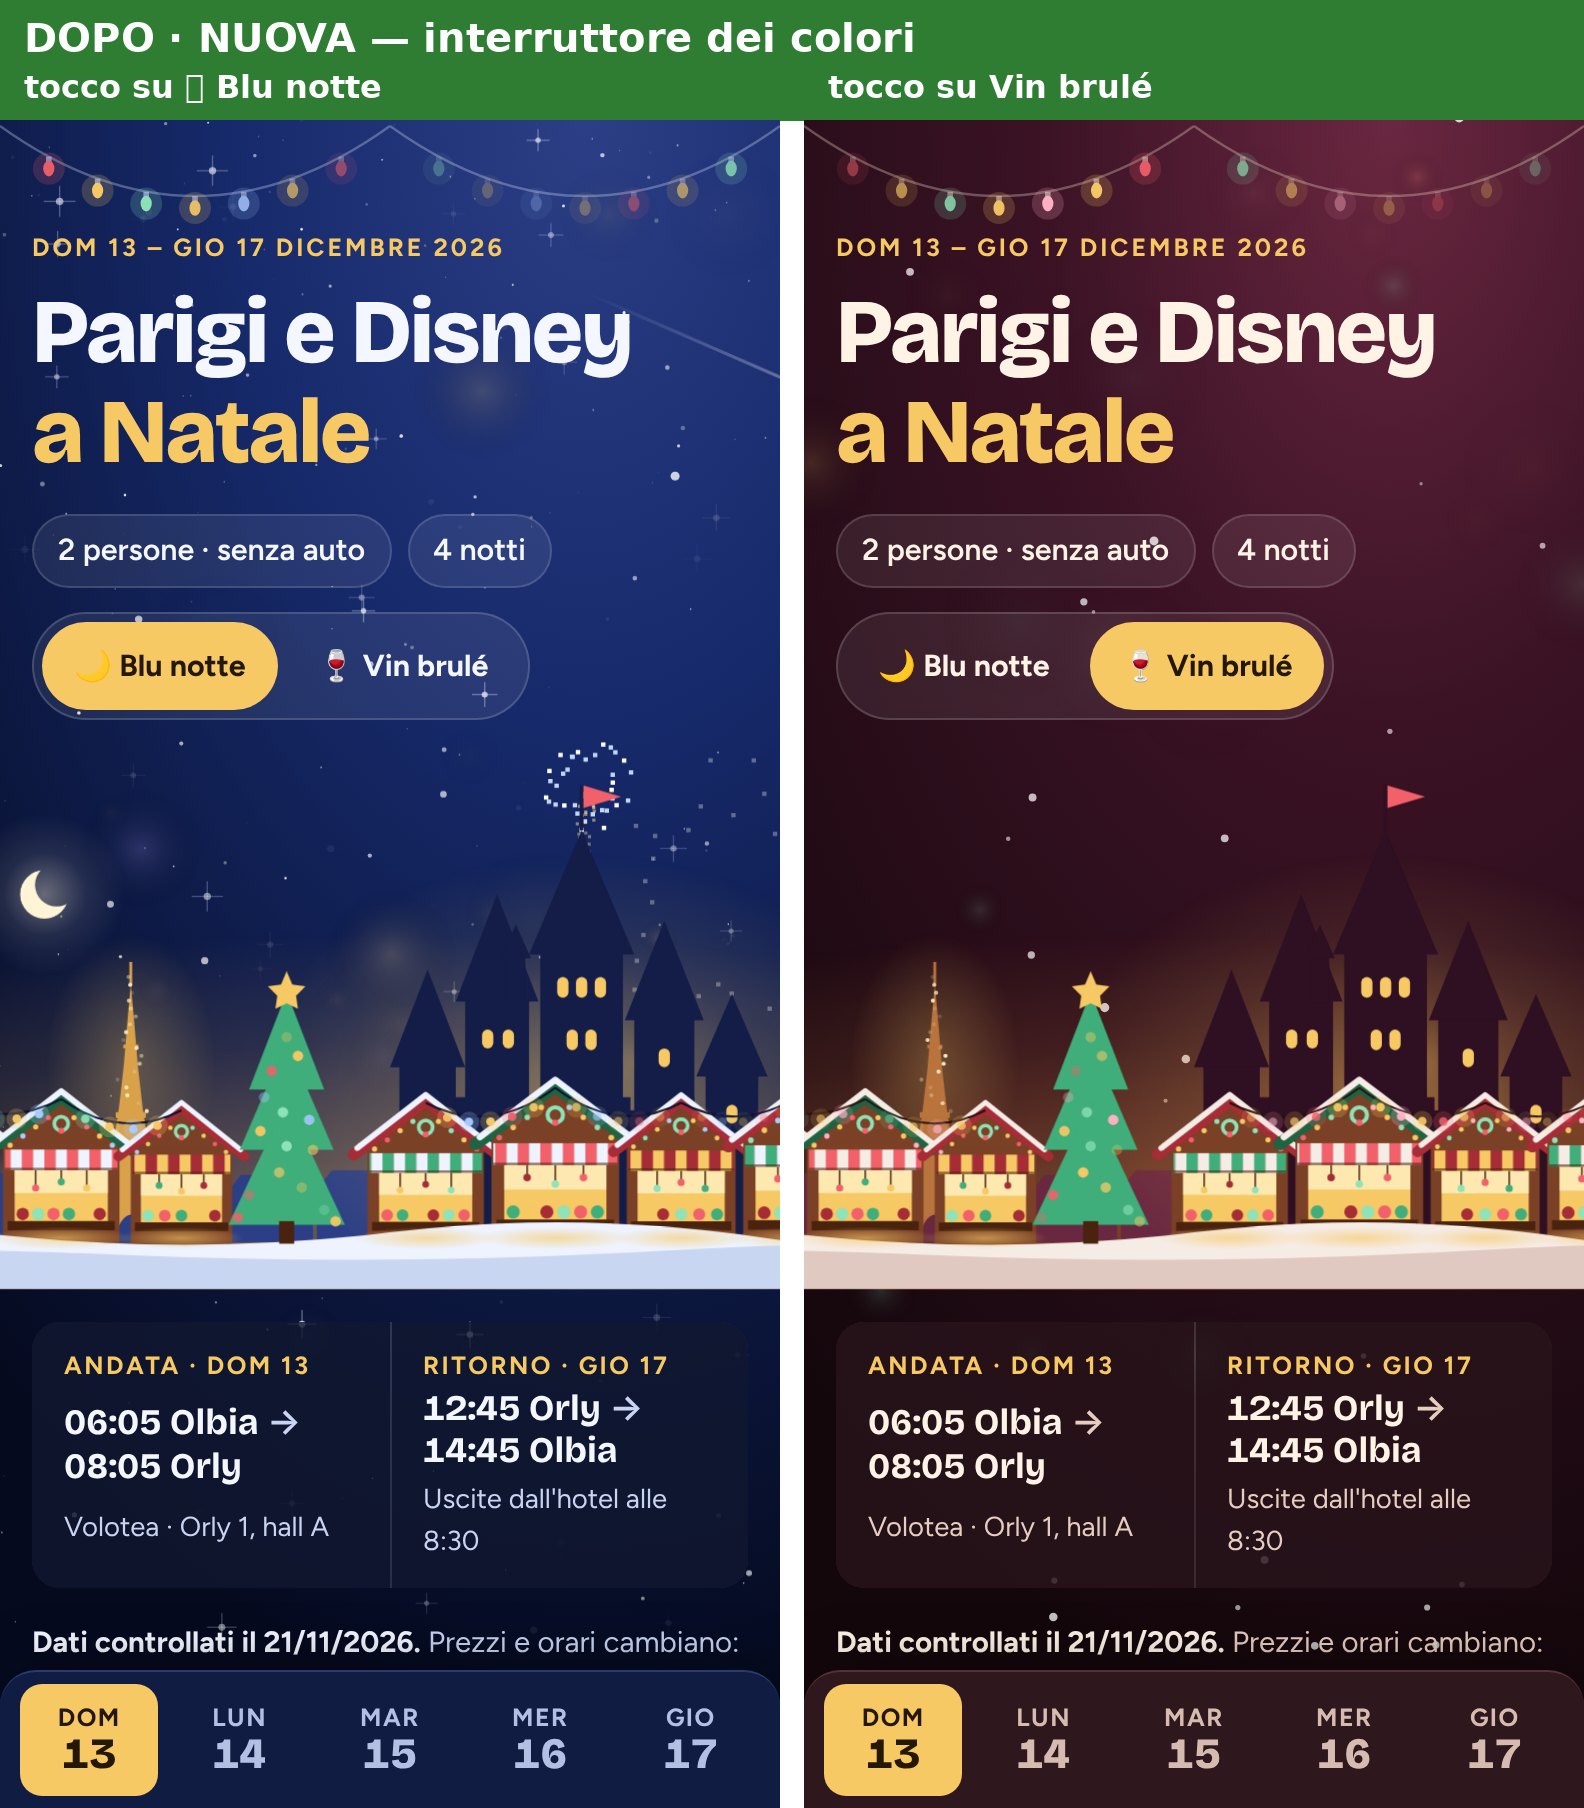 DOPO · NUOVA — interruttore dei colori
tocco su Blu notte
tocco su Vin brulé
DOM 13 – GIO 17 DICEMBRE 2026
Parigi e Disney
a Natale
2 persone · senza auto
4 notti
🌙 Blu notte
🍷 Vin brulé
ANDATA · DOM 13
06:05 Olbia →
08:05 Orly
Volotea · Orly 1, hall A
RITORNO · GIO 17
12:45 Orly →
14:45 Olbia
Uscite dall'hotel alle
8:30
Dati controllati il 21/11/2026. Prezzi e orari cambiano:
DOM
13
LUN
14
MAR
15
MER
16
GIO
17
DOM 13 – GIO 17 DICEMBRE 2026
Parigi e Disney
a Natale
2 persone · senza auto
4 notti
🌙 Blu notte
🍷 Vin brulé
ANDATA · DOM 13
06:05 Olbia →
08:05 Orly
Volotea · Orly 1, hall A
RITORNO · GIO 17
12:45 Orly →
14:45 Olbia
Uscite dall'hotel alle
8:30
Dati controllati il 21/11/2026. Prezzi e orari cambiano:
DOM
13
LUN
14
MAR
15
MER
16
GIO
17